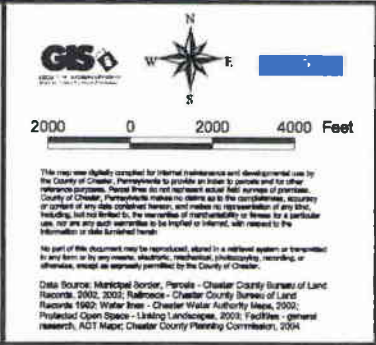 N
GIS
W E
S
2000 0 2000 4000 Feet
This map was digitally compiled for internal maintenance and developmental use by
the County of Chester, Pennsylvania to provide an index to parcels and for other
reference purposes. Parcel lines do not represent actual field surveys of premises.
County of Chester, Pennsylvania makes no claims as to the completeness, accuracy
or content of any data contained hereon, and makes no representation of any kind,
including, but not limited to, the warranties of merchantability or fitness for a particular
use, nor are any such warranties to be implied or inferred, with respect to the
information or data furnished herein.
No part of this document may be reproduced, stored in a retrieval system or transmitted
in any form or by any means, electronic, mechanical, photocopying, recording, or
otherwise, except as expressly permitted by the County of Chester.
Data Source: Municipal Border, Parcels - Chester County Bureau of Land
Records, 2002, 2003; Railroads - Chester County Bureau of Land
Records 1992; Water lines - Chester Water Authority Maps, 2002;
Protected Open Space - Linking Landscapes, 2003; Facilities - general
research, ADT Maps; Chester County Planning Commission, 2004